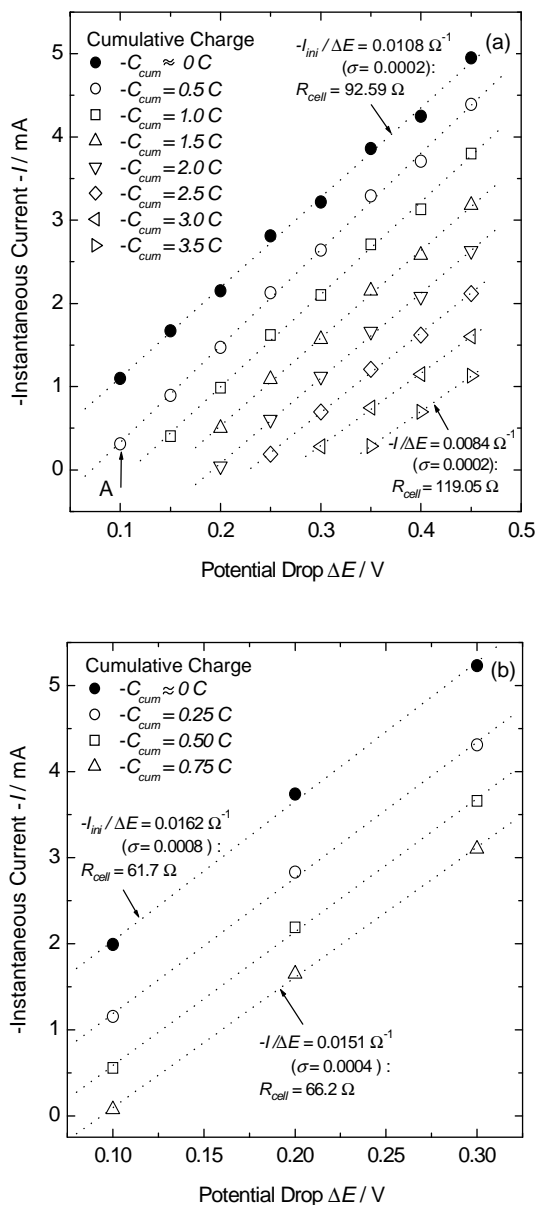 (a)
Cumulative Charge
-C_cum ≈ 0 C
-C_cum = 0.5 C
-C_cum = 1.0 C
-C_cum = 1.5 C
-C_cum = 2.0 C
-C_cum = 2.5 C
-C_cum = 3.0 C
-C_cum = 3.5 C
-I_ini / ΔE = 0.0108 Ω⁻¹
(σ = 0.0002):
R_cell = 92.59 Ω
-I/ΔE = 0.0084 Ω⁻¹
(σ = 0.0002):
R_cell = 119.05 Ω
A
-Instantaneous Current -I / mA
5
4
3
2
1
0
0.1 0.2 0.3 0.4 0.5
Potential Drop ΔE / V
(b)
Cumulative Charge
-C_cum ≈ 0 C
-C_cum = 0.25 C
-C_cum = 0.50 C
-C_cum = 0.75 C
-I_ini / ΔE = 0.0162 Ω⁻¹
(σ = 0.0008 ) :
R_cell = 61.7 Ω
-I/ΔE = 0.0151 Ω⁻¹
(σ = 0.0004 ) :
R_cell = 66.2 Ω
-Instantaneous Current -I / mA
5
4
3
2
1
0
0.10 0.15 0.20 0.25 0.30
Potential Drop ΔE / V